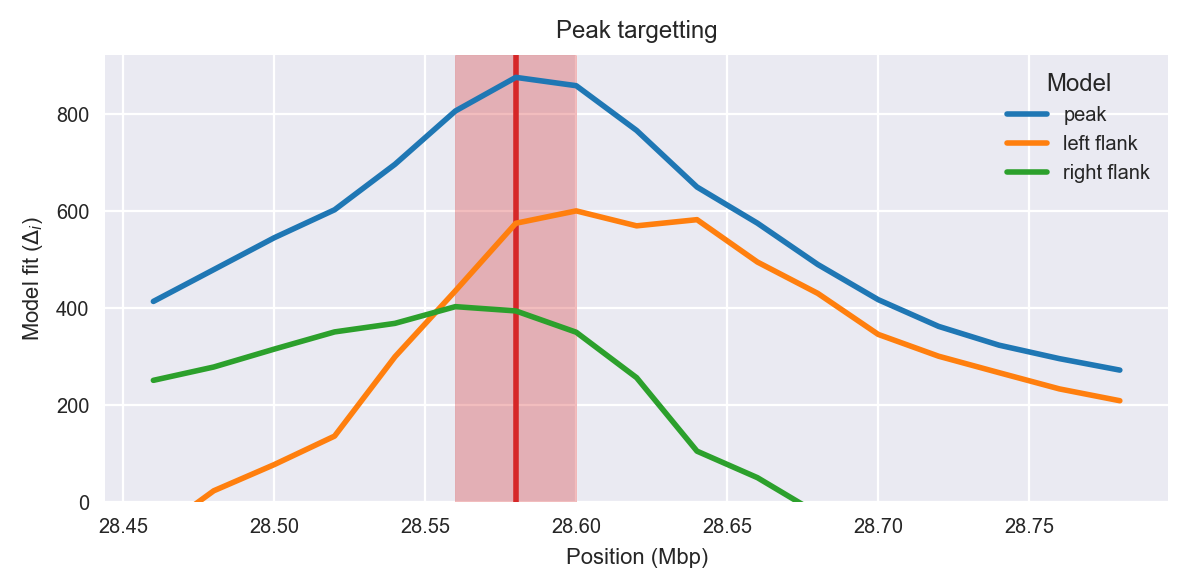 Peak targetting
Model
peak
left flank
right flank
Model fit (Δi)
800
600
400
200
0
28.45 28.50 28.55 28.60 28.65 28.70 28.75
Position (Mbp)